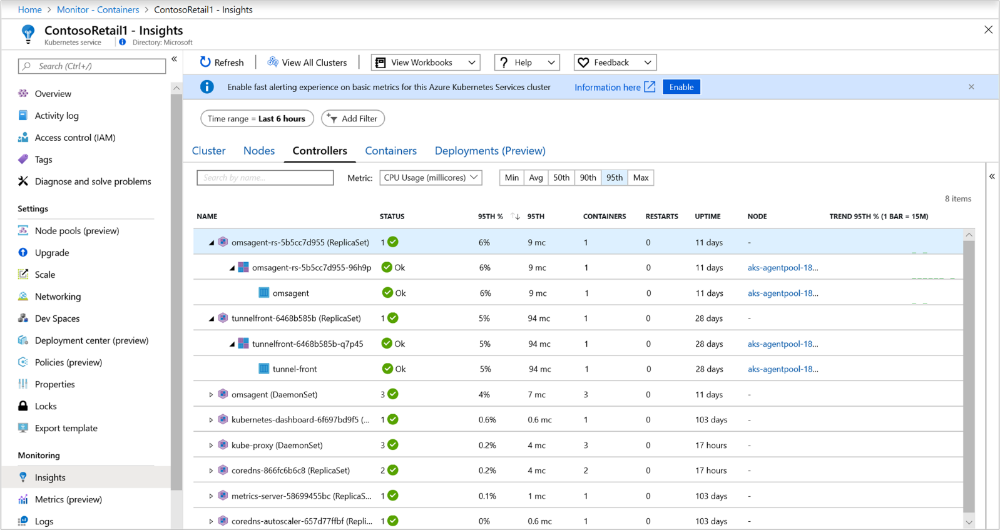 Home > Monitor - Containers > ContosoRetail1 - Insights
ContosoRetail1 - Insights
Kubernetes service Directory: Microsoft
Search (Ctrl+/)
Overview
Activity log
Access control (IAM)
Tags
Diagnose and solve problems
Settings
Node pools (preview)
Upgrade
Scale
Networking
Dev Spaces
Deployment center (preview)
Policies (preview)
Properties
Locks
Export template
Monitoring
Insights
Metrics (preview)
Logs
Refresh View All Clusters View Workbooks Help Feedback
Enable fast alerting experience on basic metrics for this Azure Kubernetes Services cluster Information here Enable
Time range = Last 6 hours Add Filter
Cluster Nodes Controllers Containers Deployments (Preview)
Search by name... Metric: CPU Usage (millicores) Min Avg 50th 90th 95th Max
8 items
NAME STATUS 95TH % 95TH CONTAINERS RESTARTS UPTIME NODE TREND 95TH % (1 BAR = 15M)
omsagent-rs-5b5cc7d955 (ReplicaSet) 1 6% 9 mc 1 0 11 days -
omsagent-rs-5b5cc7d955-96h9p Ok 6% 9 mc 1 0 11 days aks-agentpool-18...
omsagent Ok 6% 9 mc 1 0 11 days aks-agentpool-18...
tunnelfront-6468b585b (ReplicaSet) 1 5% 94 mc 1 0 28 days -
tunnelfront-6468b585b-q7p45 Ok 5% 94 mc 1 0 28 days aks-agentpool-18...
tunnel-front Ok 5% 94 mc 1 0 28 days aks-agentpool-18...
omsagent (DaemonSet) 3 4% 7 mc 3 0 11 days -
kubernetes-dashboard-6f697bd9f5 (... 1 0.6% 0.6 mc 1 0 103 days -
kube-proxy (DaemonSet) 3 0.2% 4 mc 3 0 17 hours -
coredns-866fc6b6c8 (ReplicaSet) 2 0.2% 4 mc 2 0 17 hours -
metrics-server-58699455bc (ReplicaS... 1 0.1% 1 mc 1 0 103 days -
coredns-autoscaler-657d77ffbf (Repli... 1 0% 0.6 mc 1 0 103 days -